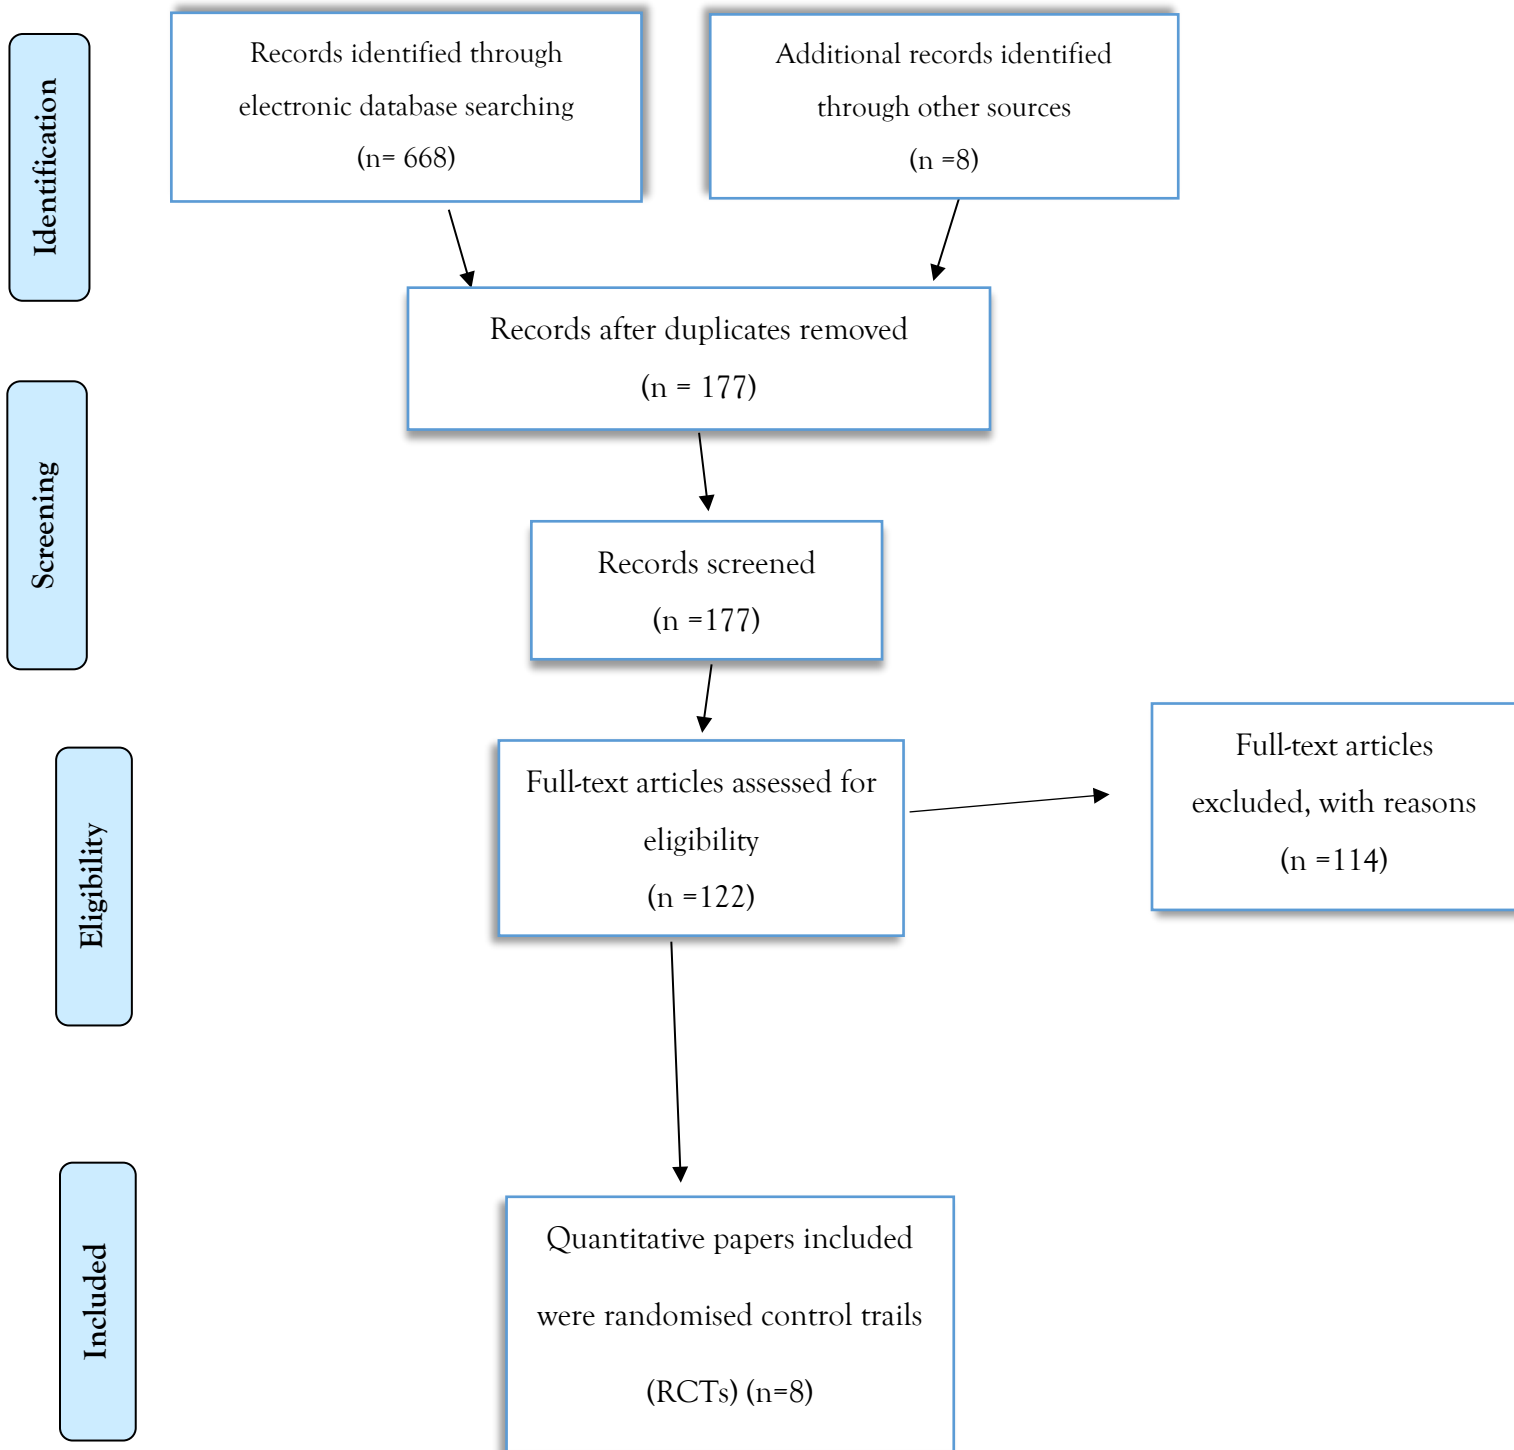 Identification
Records identified through
electronic database searching
(n= 668)
Additional records identified
through other sources
(n =8)
Records after duplicates removed
(n = 177)
Screening
Records screened
(n =177)
Eligibility
Full-text articles assessed for
eligibility
(n =122)
Full-text articles
excluded, with reasons
(n =114)
Included
Quantitative papers included
were randomised control trails
(RCTs) (n=8)